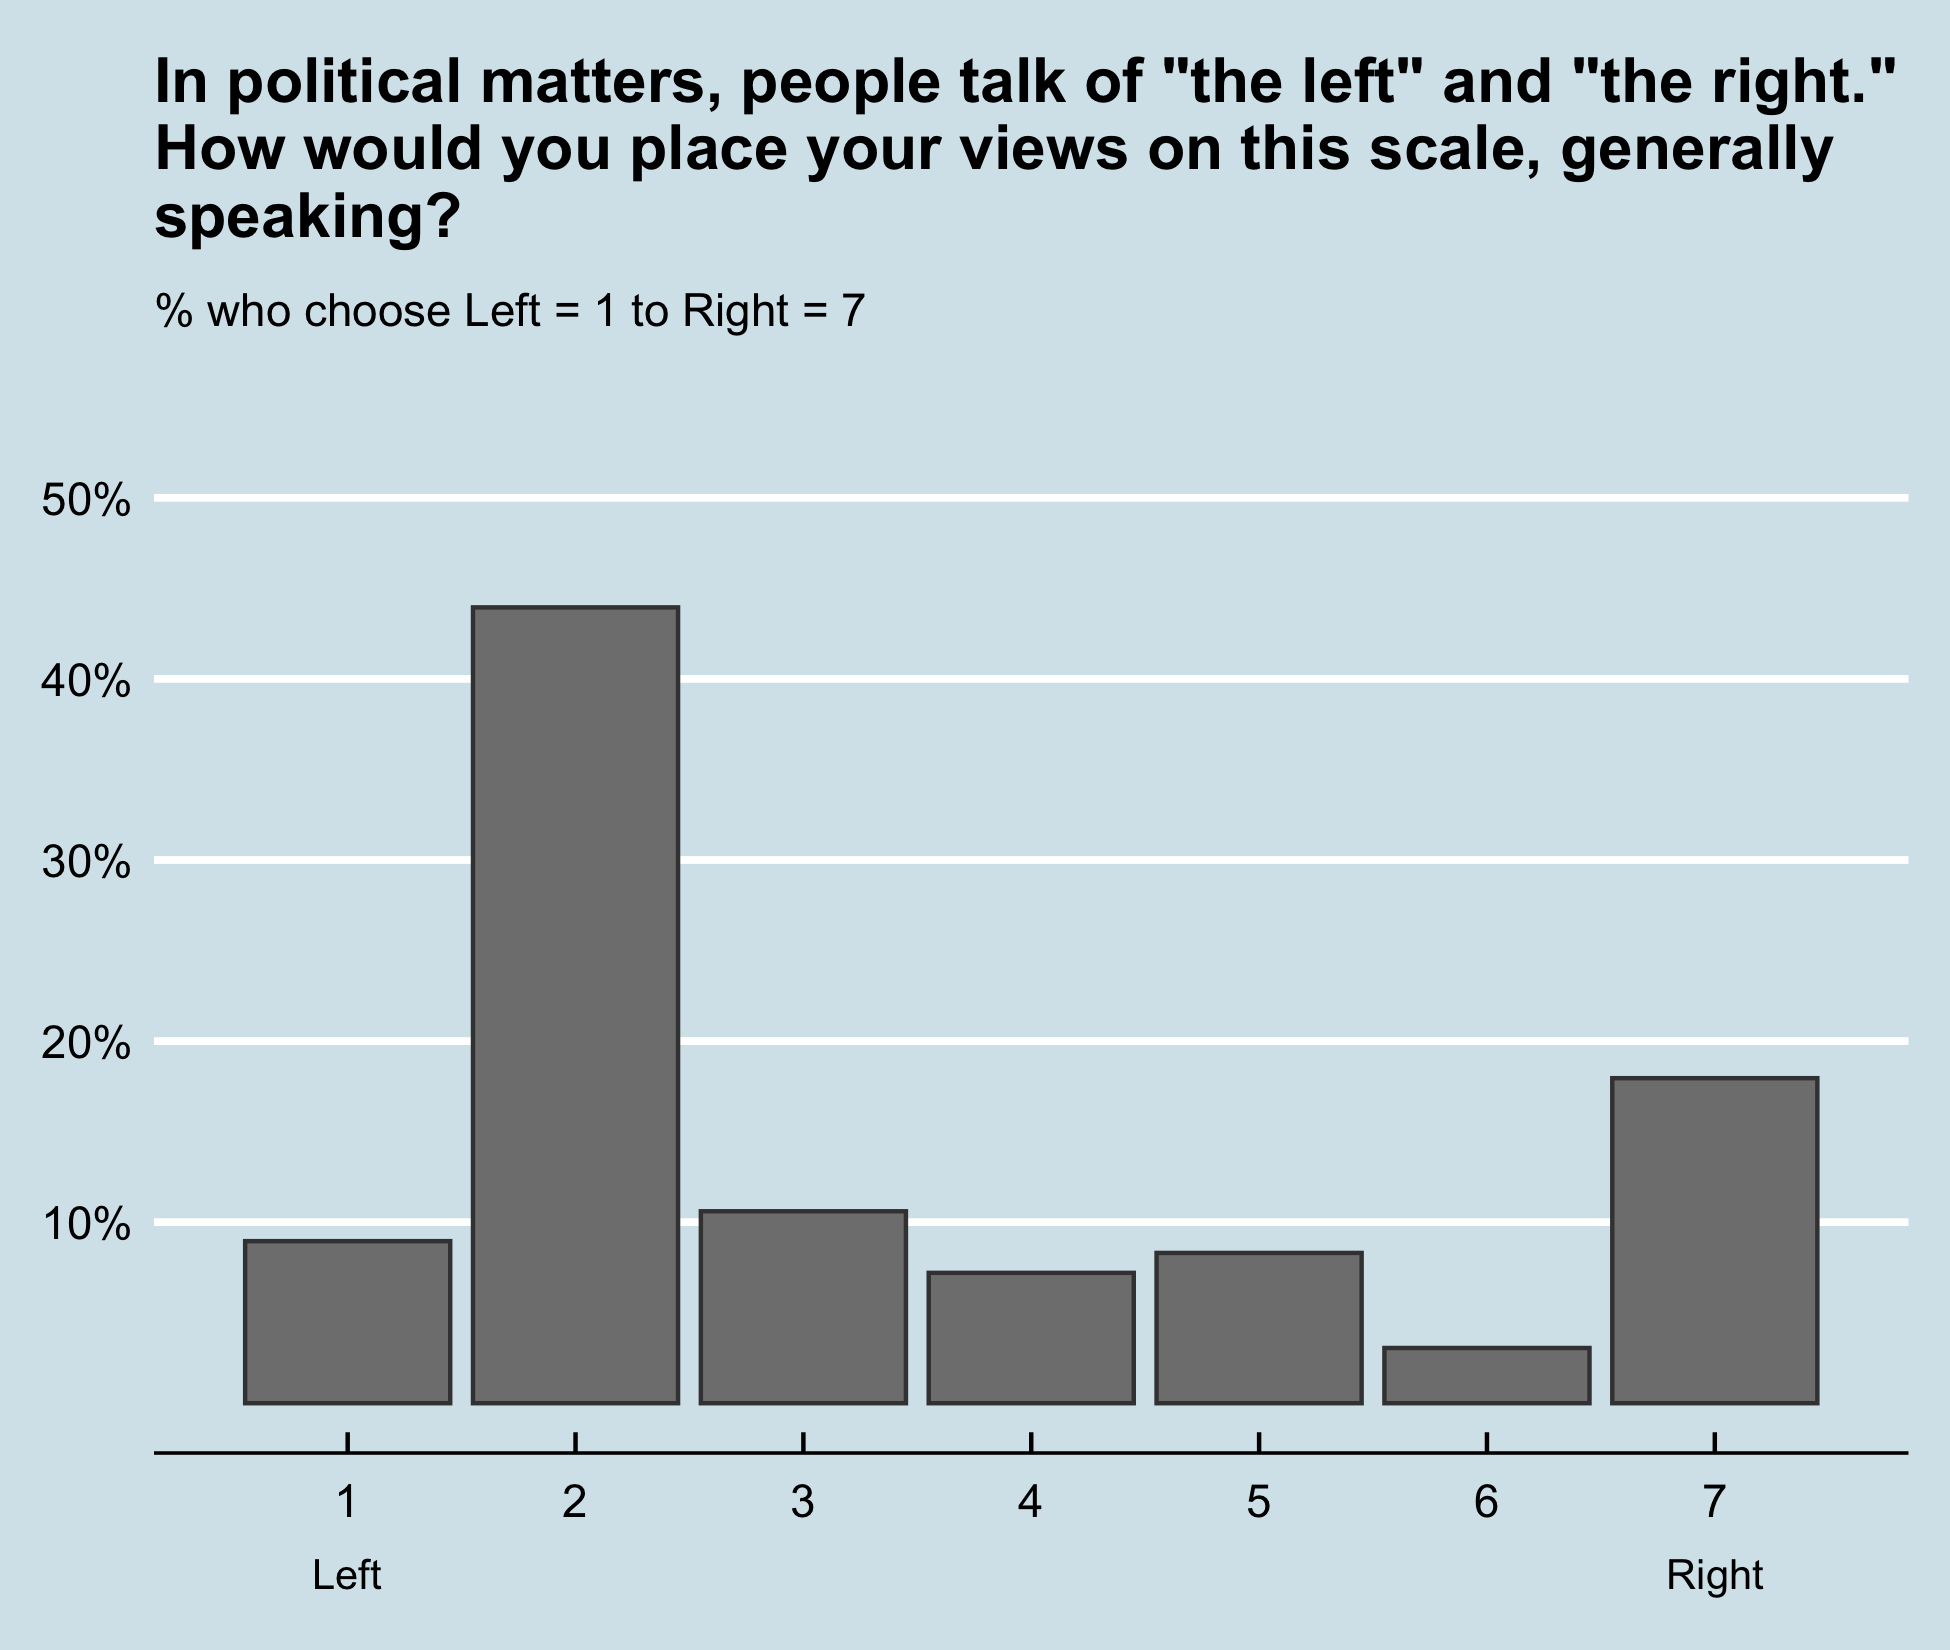 In political matters, people talk of "the left" and "the right."
How would you place your views on this scale, generally
speaking?
% who choose Left = 1 to Right = 7
50%
40%
30%
20%
10%
1 2 3 4 5 6 7
Left Right